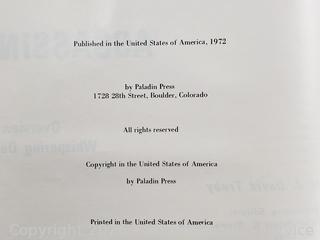 Published in the United States of America, 1972
by Paladin Press
1728 28th Street, Boulder, Colorado
All rights reserved
Copyright in the United States of America
by Paladin Press
Printed in the United States of America